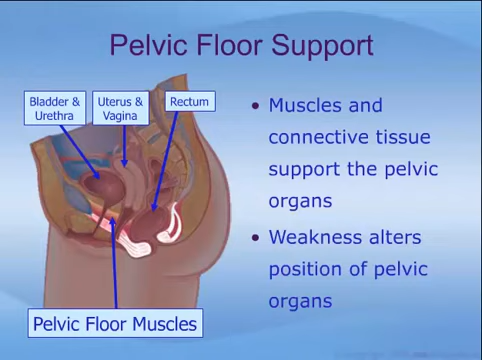 Pelvic Floor Support
Bladder &
Urethra
Uterus &
Vagina
Rectum
• Muscles and
connective tissue
support the pelvic
organs
• Weakness alters
position of pelvic
organs
Pelvic Floor Muscles